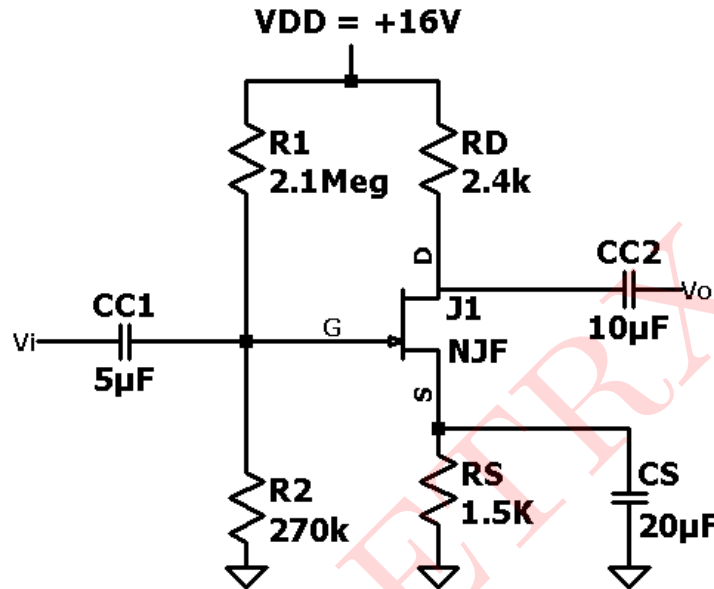 VDD = +16V
R1
2.1Meg
RD
2.4k
D
CC2
Vo
10µF
J1
NJF
CC1
Vi
5µF
G
S
R2
270k
RS
1.5K
CS
20µF
ETRX